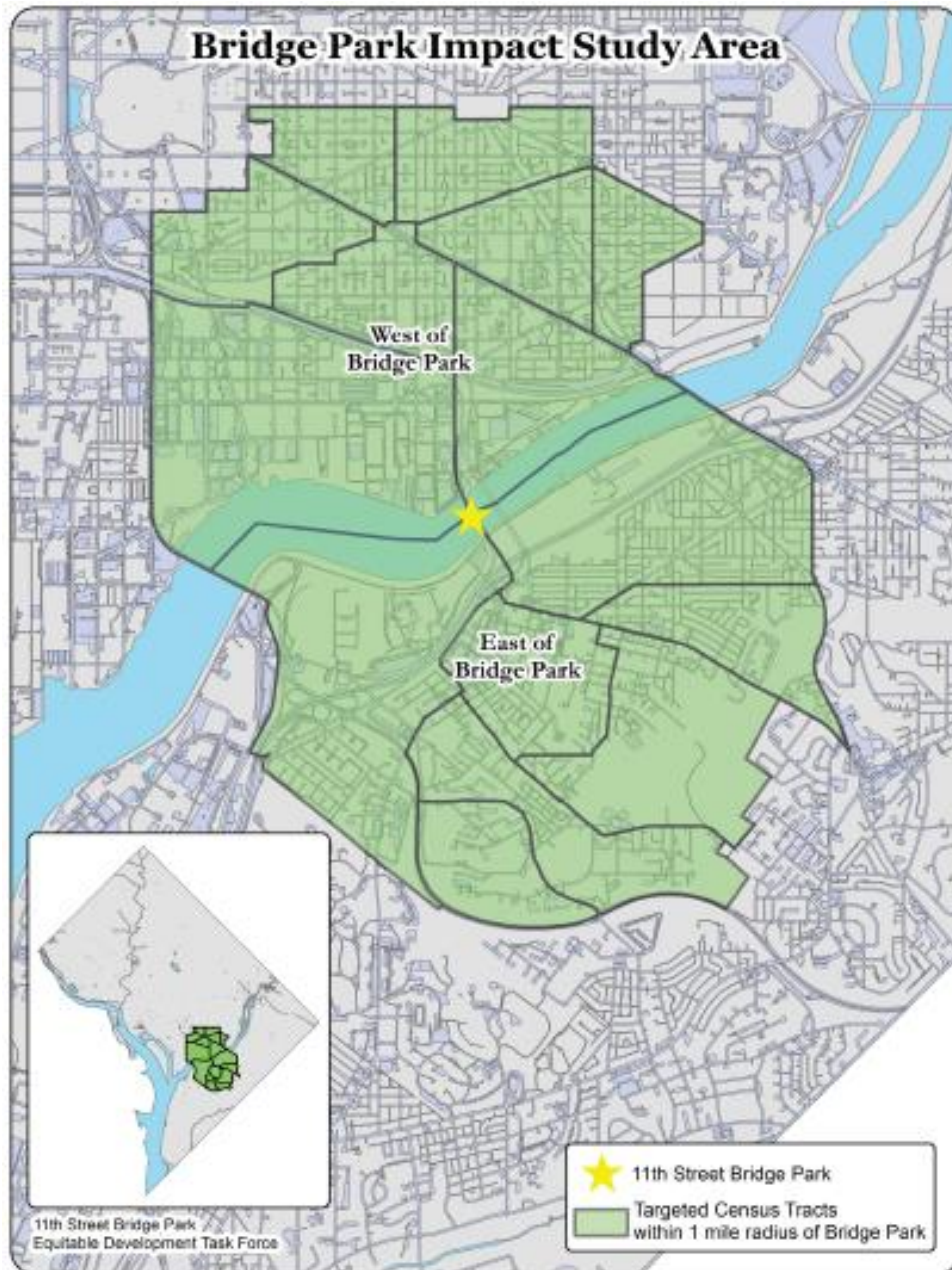 Bridge Park Impact Study Area
West of
Bridge Park
East of
Bridge Park
11th Street Bridge Park
Equitable Development Task Force
11th Street Bridge Park
Targeted Census Tracts
within 1 mile radius of Bridge Park